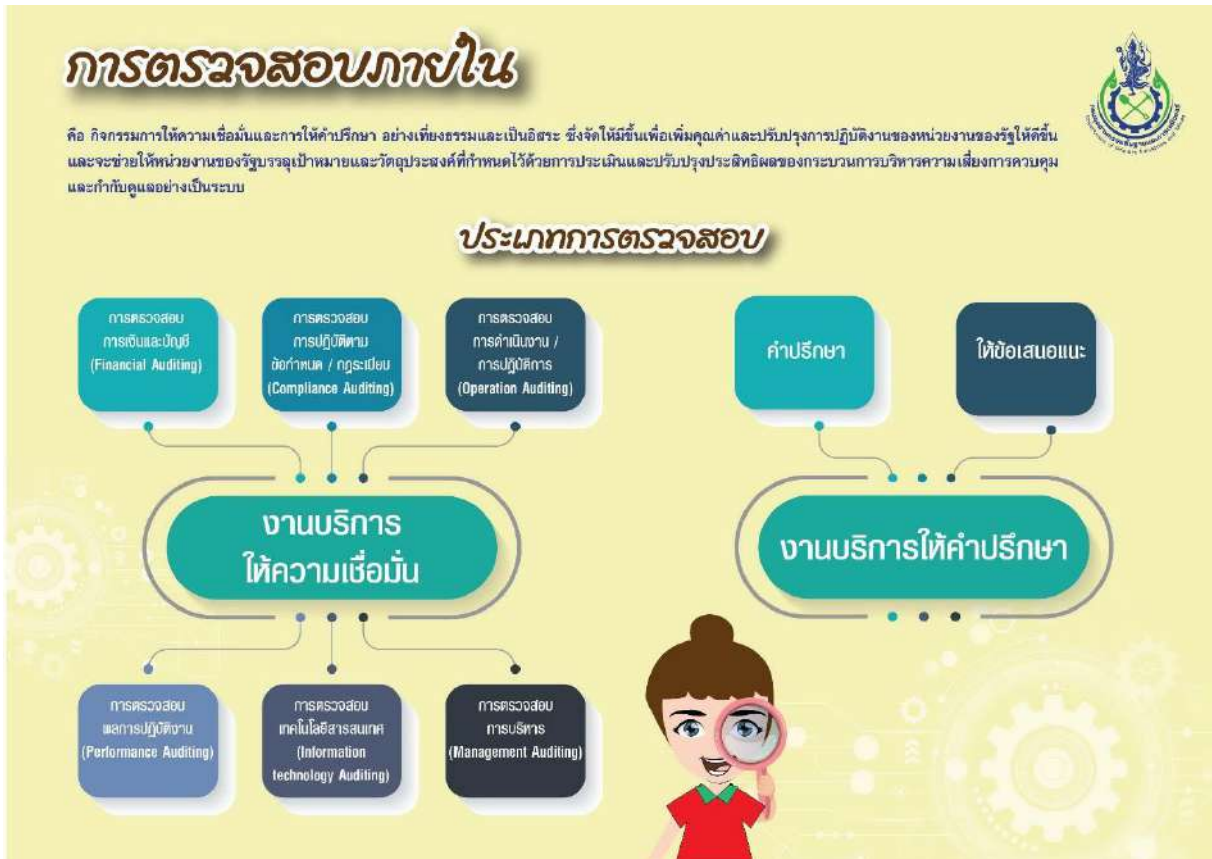 การตรวจสอบภายใน
คือ กิจกรรมการให้ความเชื่อมั่นและการให้คำปรึกษา อย่างเที่ยงธรรมและเป็นอิสระ ซึ่งจัดให้มีขึ้นเพื่อเพิ่มคุณค่าและปรับปรุงการปฏิบัติงานของหน่วยงานของรัฐให้ดีขึ้น
และจะช่วยให้หน่วยงานของรัฐบรรลุเป้าหมายและวัตถุประสงค์ที่กำหนดไว้ด้วยการประเมินและปรับปรุงประสิทธิผลของกระบวนการบริหารความเสี่ยงการควบคุม
และกำกับดูแลอย่างเป็นระบบ
ประเภทการตรวจสอบ
การตรวจสอบ
การเงินและบัญชี
(Financial Auditing)
การตรวจสอบ
การปฏิบัติตาม
ข้อกำหนด / กฎระเบียบ
(Compliance Auditing)
การตรวจสอบ
การดำเนินงาน /
การปฏิบัติการ
(Operation Auditing)
งานบริการ
ให้ความเชื่อมั่น
การตรวจสอบ
ผลการปฏิบัติงาน
(Performance Auditing)
การตรวจสอบ
เทคโนโลยีสารสนเทศ
(Information
technology Auditing)
การตรวจสอบ
การบริหาร
(Management Auditing)
คำปรึกษา
ให้ข้อเสนอแนะ
งานบริการให้คำปรึกษา